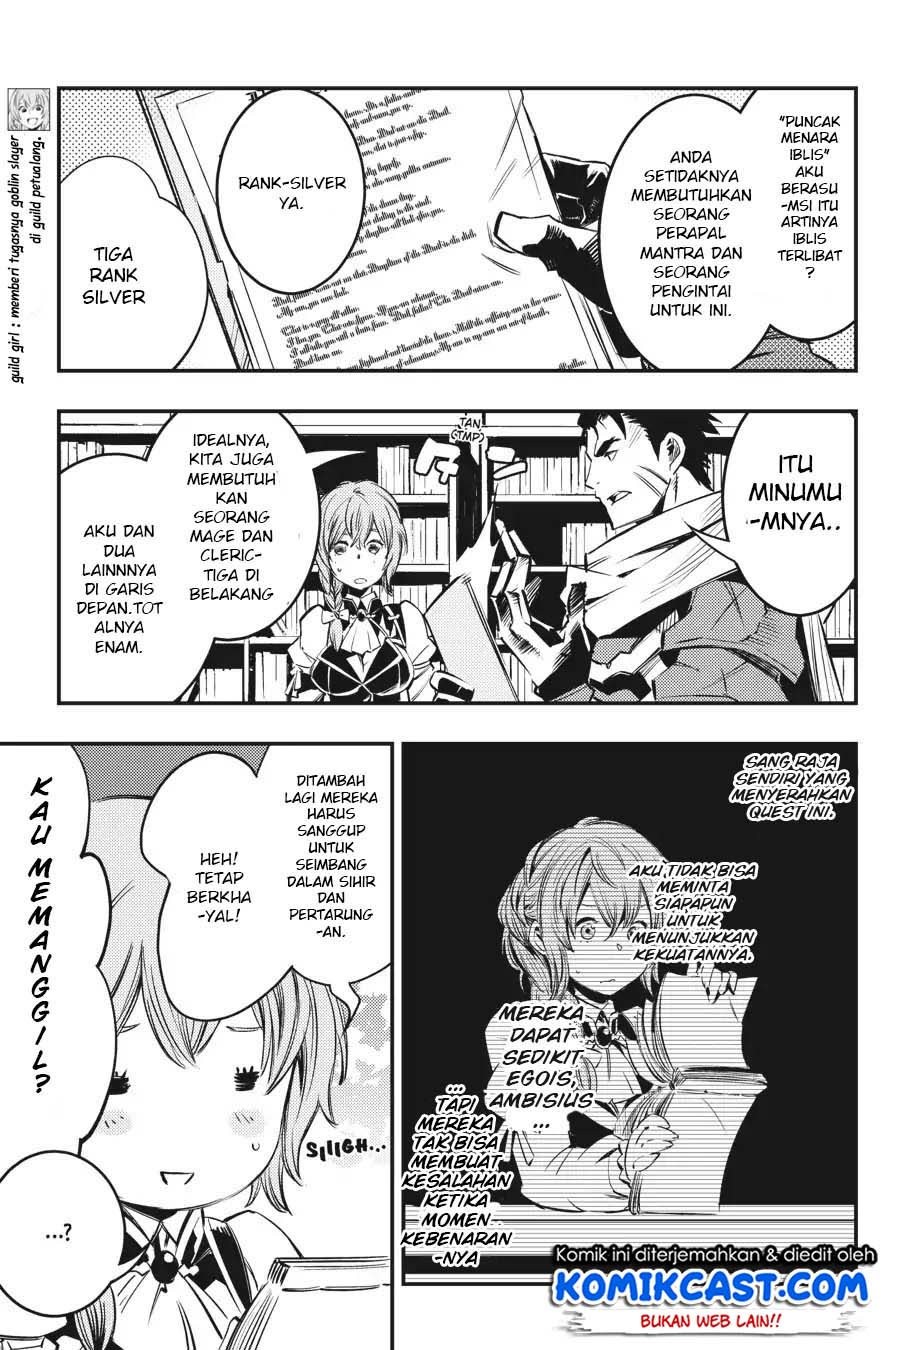 "PUNCAK
MENARA
IBLIS"
AKU
BERASU
-MSI ITU
ARTINYA
IBLIS
TERLIBAT
?
ANDA
SETIDAKNYA
MEMBUTUHKAN
SEORANG
PERAPAL
MANTRA DAN
SEORANG
PENGINTAI
UNTUK INI.
RANK-SILVER
YA.
TIGA
RANK
SILVER
guild girl : memberi tugasnya goblin slayer
di guild petualang.
ITU
MINUMU
-MNYA..
TAN
(TMP)
IDEALNYA,
KITA JUGA
MEMBUTUH
KAN
SEORANG
MAGE DAN
CLERIC-
TIGA DI
BELAKANG
AKU DAN
DUA
LAINNNYA
DI GARIS
DEPAN.TOT
ALNYA
ENAM.
SANG RAJA
SENDIRI YANG
MENYERAHKAN
QUEST INI.
AKU TIDAK BISA
MEMINTA
SIAPAPUN
UNTUK
MENUNJUKKAN
KEKUATANNYA.
MEREKA
DAPAT
SEDIKIT
EGOIS,
AMBISIUS
...
...
TAPI
MEREKA
TAK BISA
MEMBUAT
KESALAHAN
KETIKA
MOMEN
KEBENARAN
-NYA
DITAMBAH
LAGI MEREKA
HARUS
SANGGUP
UNTUK
SEIMBANG
DALAM SIHIR
DAN
PERTARUNG
-AN.
HEH!
TETAP
BERKHA
-YAL!
SIIIGH...
KAU MEMANGGIL?
...?
Komik ini diterjemahkan & diedit oleh
KOMIKCAST.COM
BUKAN WEB LAIN!!